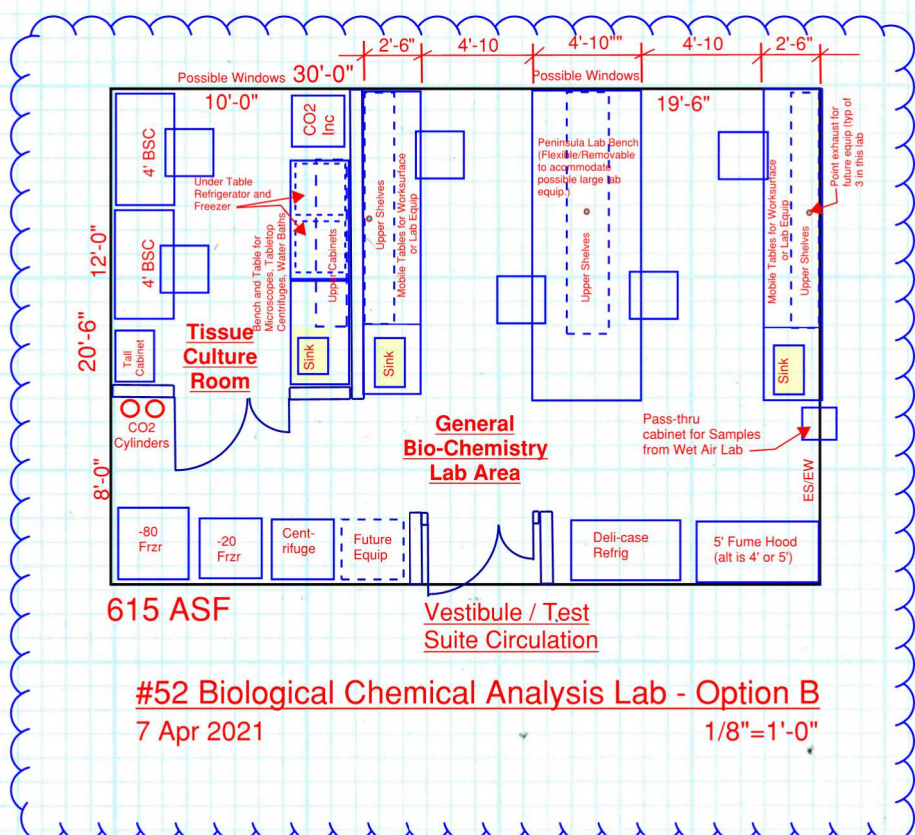 2'-6"
4'-10
4'-10""
4'-10
2'-6"
Possible Windows
30'-0"
Possible Windows
10'-0"
19'-6"
4' BSC
CO2
Inc
Under Table
Refrigerator and
Freezer
4' BSC
Bench and Table for
Microscopes, Tabletop
Centrifuges, Water Baths
Upper Cabinets
Upper Shelves
Mobile Tables for Worksurface
or Lab Equip
Peninsula Lab Bench
(Flexible/Removable
to acommodate
possible large lab
equip.)
Upper Shelves
Mobile Tables for Worksurface
or Lab Equip
Upper Shelves
Point exhaust for
future equip (typ of
3 in this lab
12'-0"
20'-6"
8'-0"
Tall
Cabinet
Tissue
Culture
Room
Sink
Sink
Sink
CO2
Cylinders
General
Bio-Chemistry
Lab Area
Pass-thru
cabinet for Samples
from Wet Air Lab
ES/EW
-80
Frzr
-20
Frzr
Cent-
rifuge
Future
Equip
Deli-case
Refrig
5' Fume Hood
(alt is 4' or 5')
615 ASF
Vestibule / Test
Suite Circulation
#52 Biological Chemical Analysis Lab - Option B
7 Apr 2021
1/8"=1'-0"